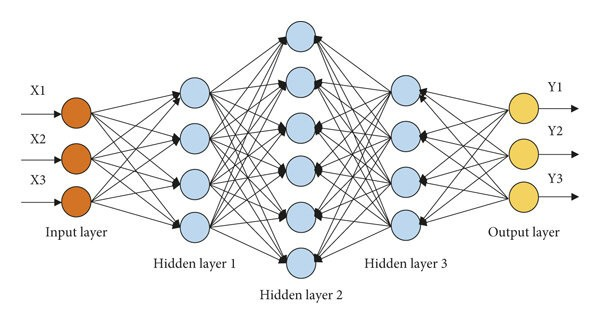 X1
X2
X3
Input layer
Hidden layer 1
Hidden layer 2
Hidden layer 3
Y1
Y2
Y3
Output layer